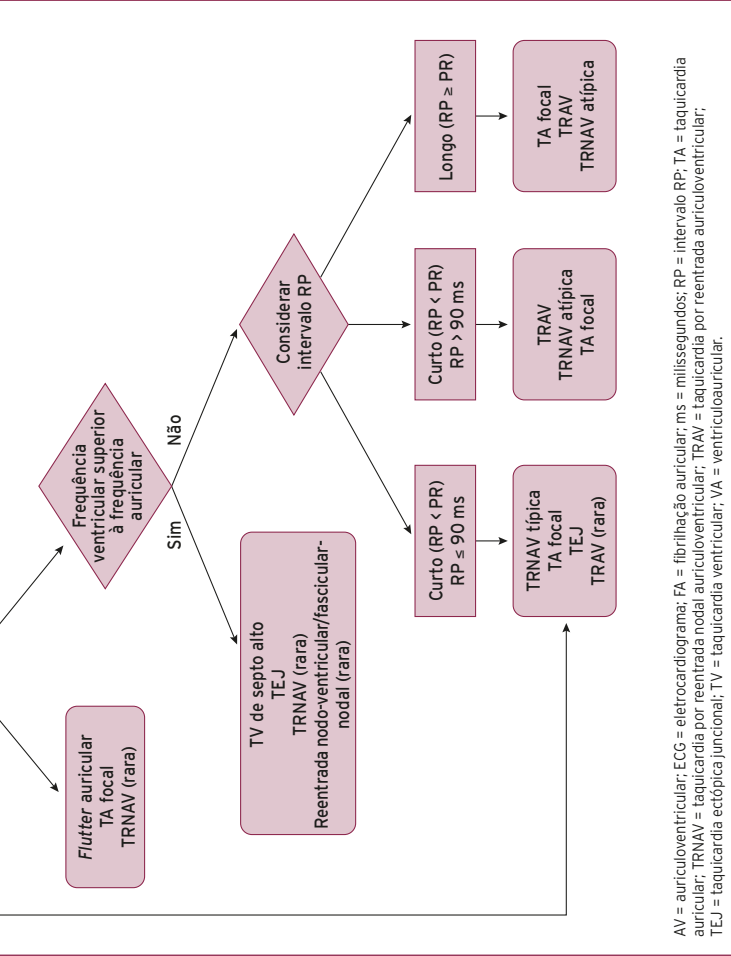 Flutter auricular
TA focal
TRNAV (rara)
Frequência
ventricular superior
à frequência
auricular
Sim
Não
TV de septo alto
TEJ
TRNAV (rara)
Reentrada nodo-ventricular/fascicular-
nodal (rara)
Considerar
intervalo RP
Curto (RP < PR)
RP ≤ 90 ms
Curto (RP < PR)
RP > 90 ms
Longo (RP ≥ PR)
TRNAV típica
TA focal
TEJ
TRAV (rara)
TRAV
TRNAV atípica
TA focal
TA focal
TRAV
TRNAV atípica
AV = auriculoventricular; ECG = eletrocardiograma; FA = fibrilhação auricular; ms = milissegundos; RP = intervalo RP; TA = taquicardia
auricular; TRNAV = taquicardia por reentrada nodal auriculoventricular; TRAV = taquicardia por reentrada auriculoventricular;
TEJ = taquicardia ectópica juncional; TV = taquicardia ventricular; VA = ventriculoauricular.